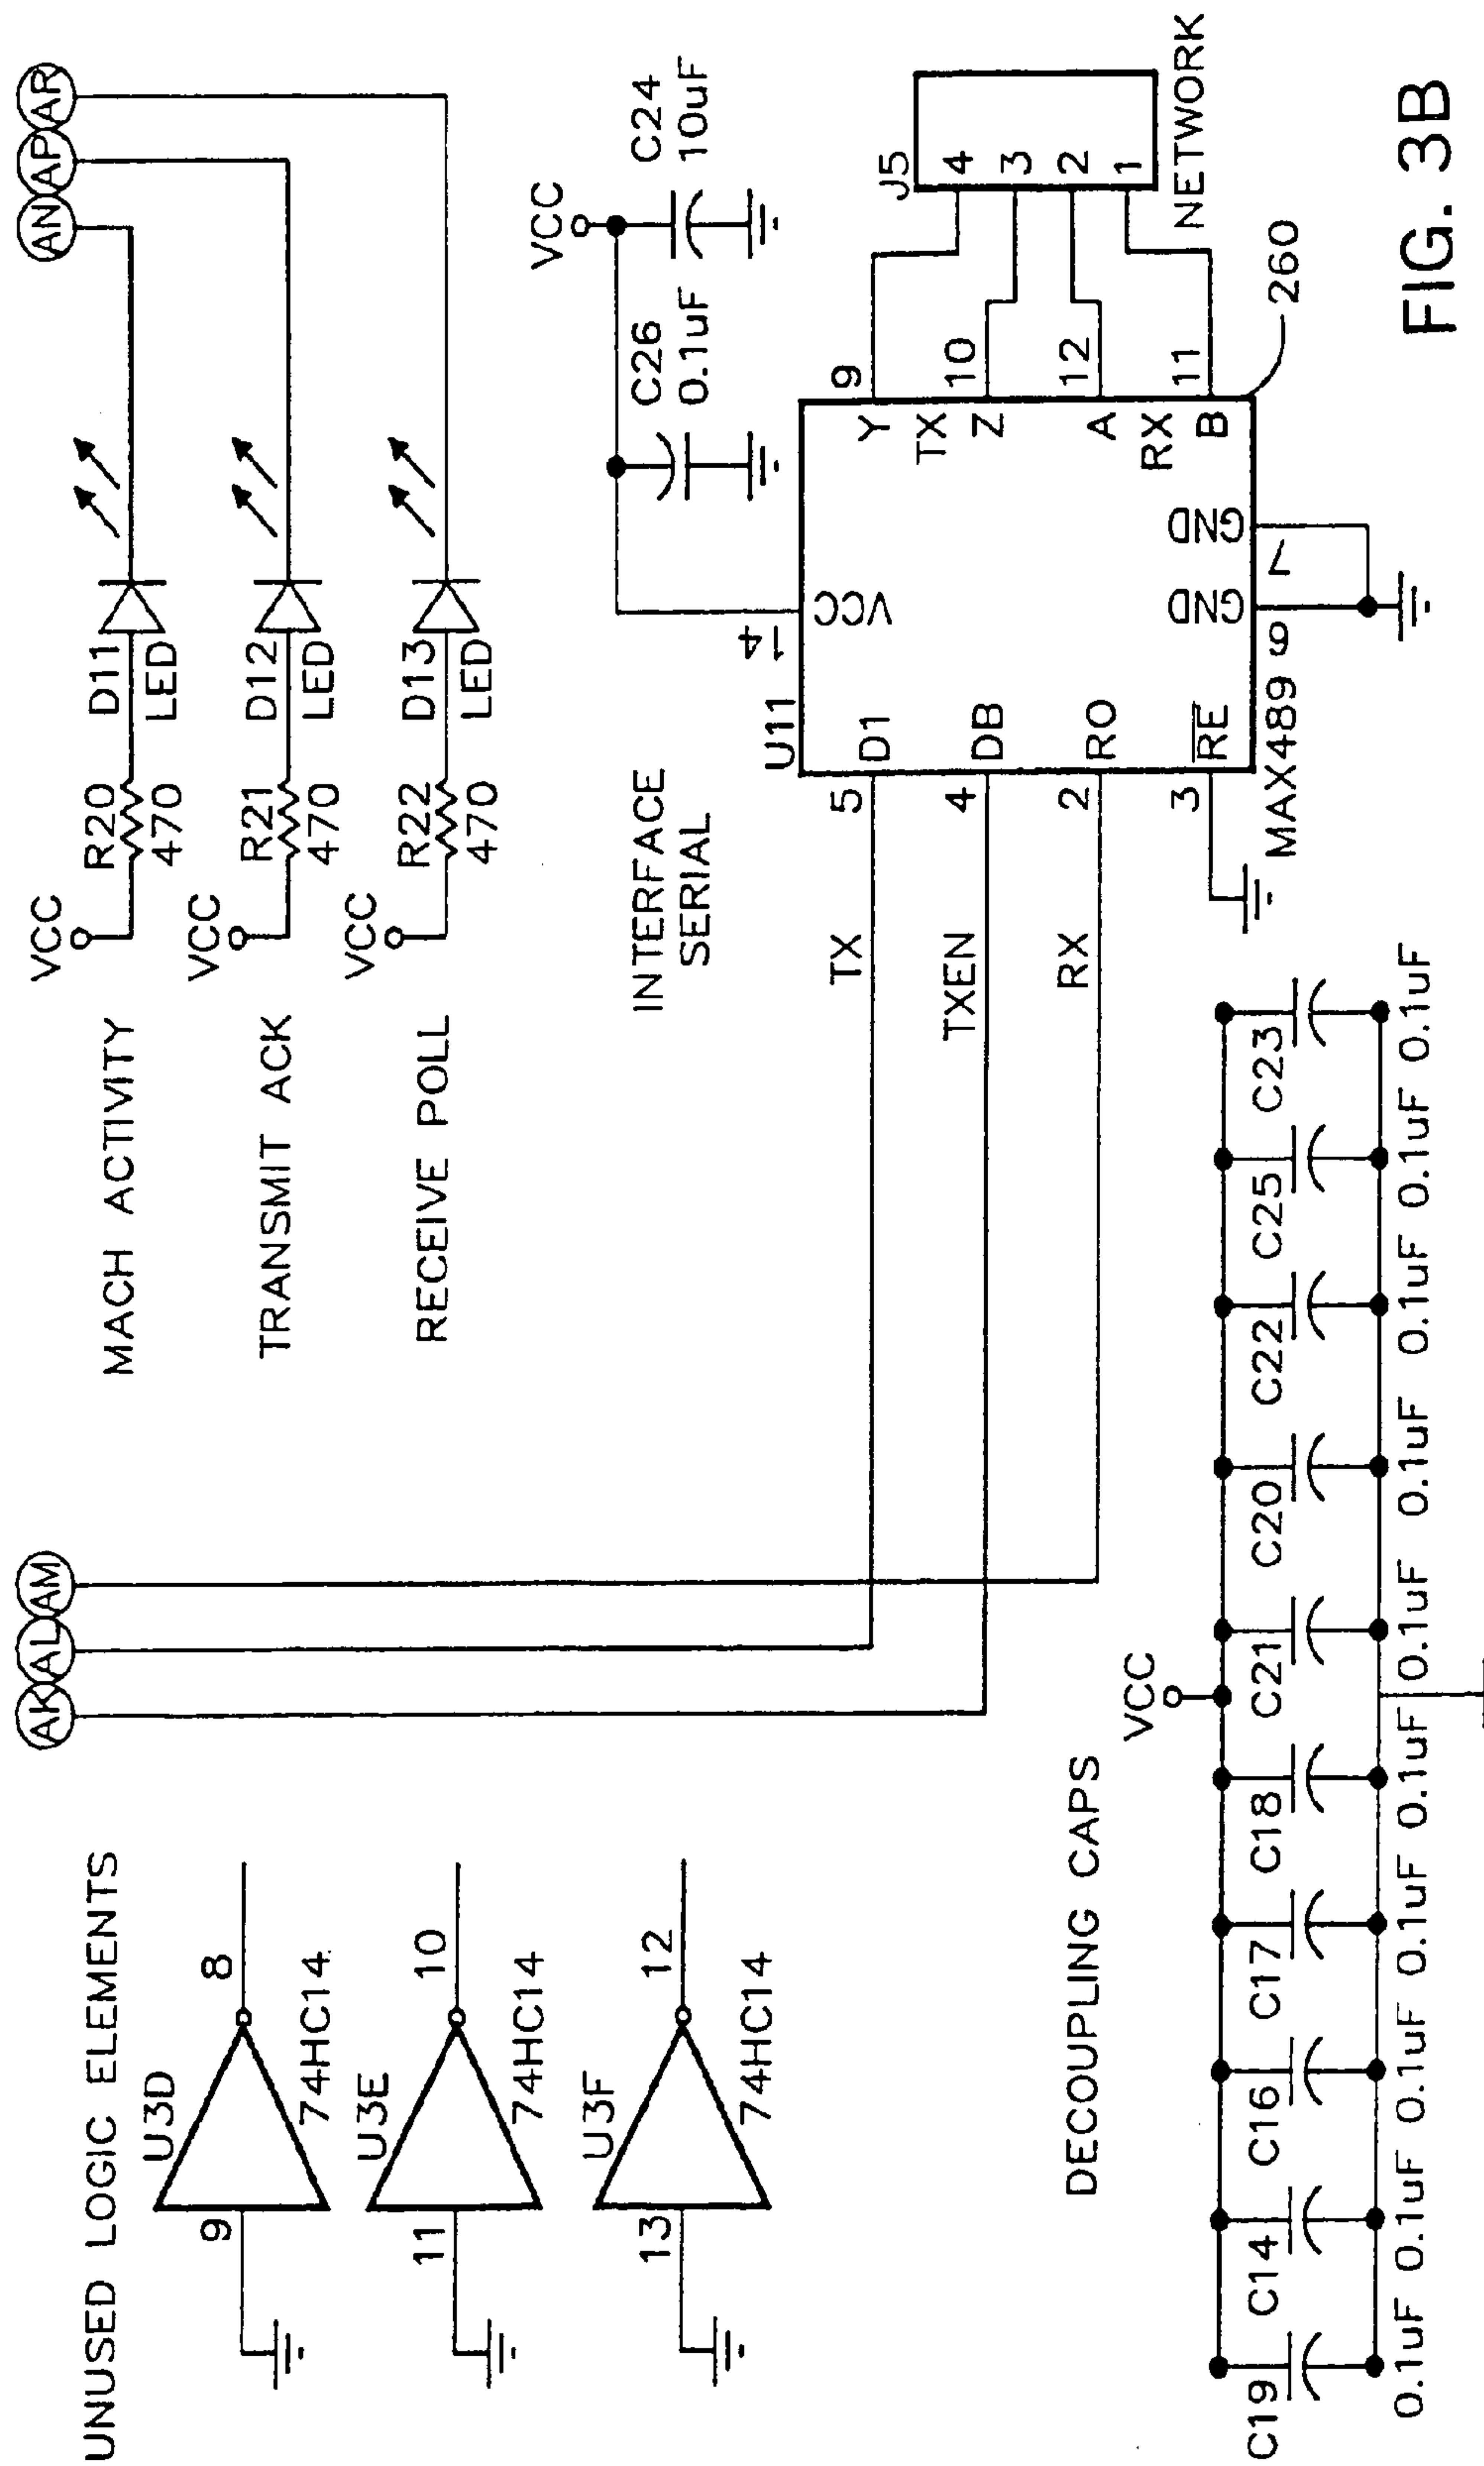 UNUSED LOGIC ELEMENTS
U3D
9
8
74HC14
U3E
11
10
74HC14
U3F
13
12
74HC14
AK
AL
AM
AN
AP
AR
MACH ACTIVITY
VCC
R20
470
D11
LED
TRANSMIT ACK
VCC
R21
470
D12
LED
RECEIVE POLL
VCC
R22
470
D13
LED
INTERFACE
SERIAL
VCC
C26
0.1uF
C24
10uF
TX
TXEN
RX
U11
14
VCC
5
D1
4
DB
2
RO
3
RE
Y
9
TX
Z
10
A
12
RX
B
11
GND
6
GND
7
MAX489
260
J5
4
3
2
1
NETWORK
DECOUPLING CAPS
VCC
C19
C14
C16
C17
C18
C21
C20
C22
C25
C23
0.1uF 0.1uF 0.1uF 0.1uF 0.1uF 0.1uF 0.1uF 0.1uF 0.1uF 0.1uF
FIG. 3B